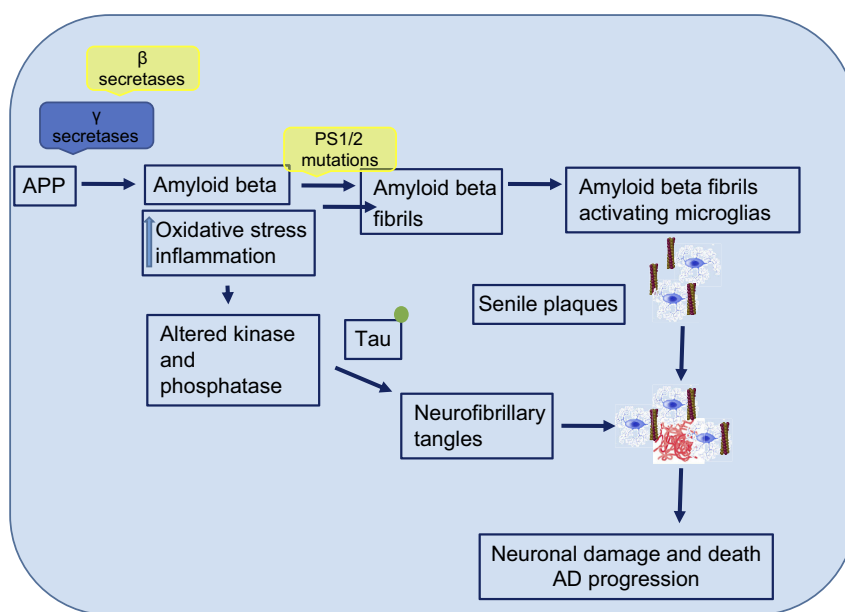 β
secretases
γ
secretases
PS1/2
mutations
APP
Amyloid beta
Amyloid beta
fibrils
Amyloid beta fibrils
activating microglias
Oxidative stress
inflammation
Senile plaques
Altered kinase
and
phosphatase
Tau
Neurofibrillary
tangles
Neuronal damage and death
AD progression